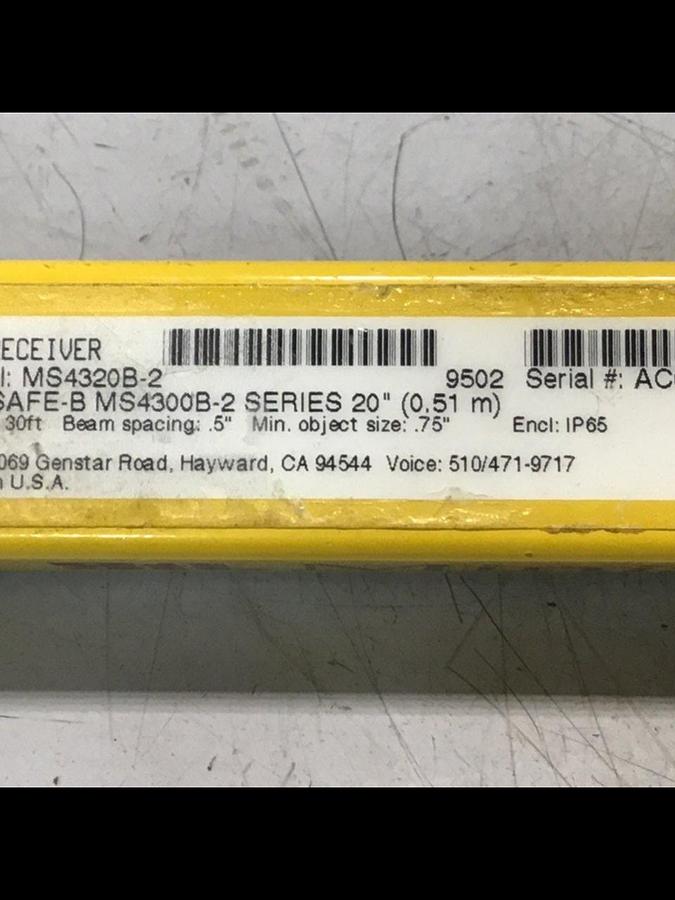 ECEIVER
l: MS4320B-2 9502 Serial #: AC
SAFE-B MS4300B-2 SERIES 20" (0.51 m)
30ft Beam spacing: .5" Min. object size: .75" Encl: IP65
069 Genstar Road, Hayward, CA 94544 Voice: 510/471-9717
n U.S.A.